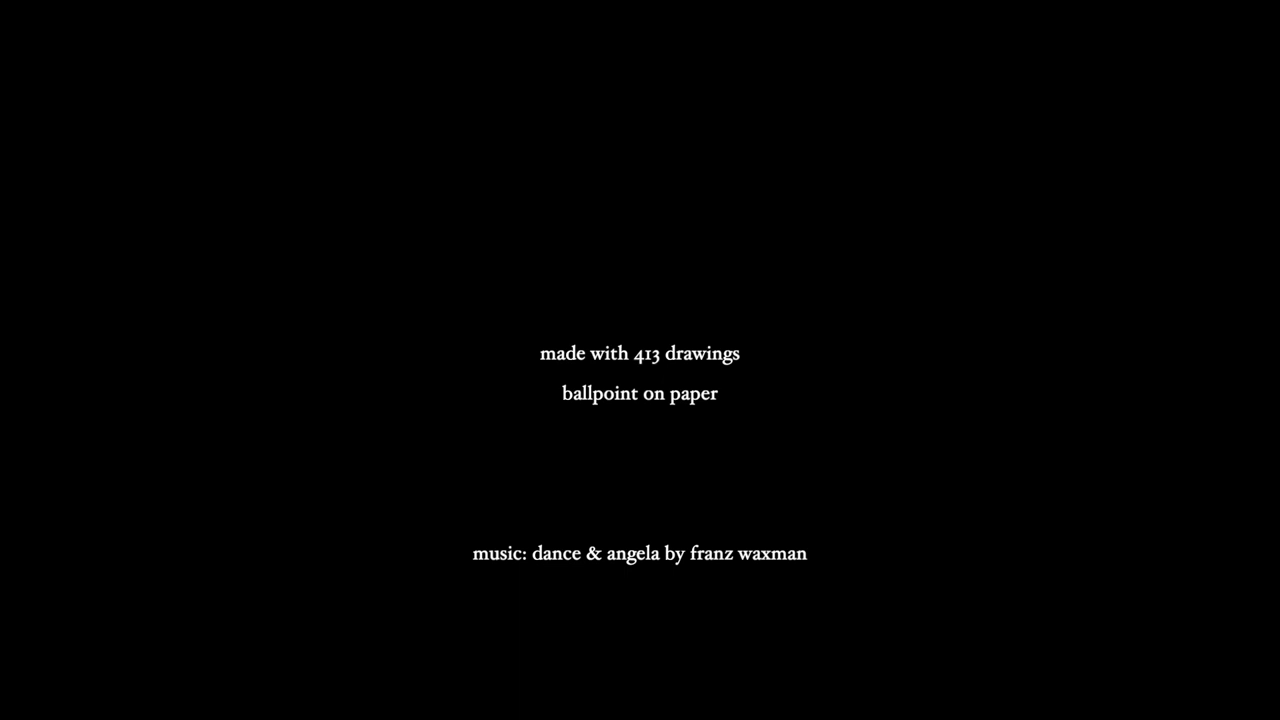 made with 413 drawings
ballpoint on paper
music: dance & angela by franz waxman